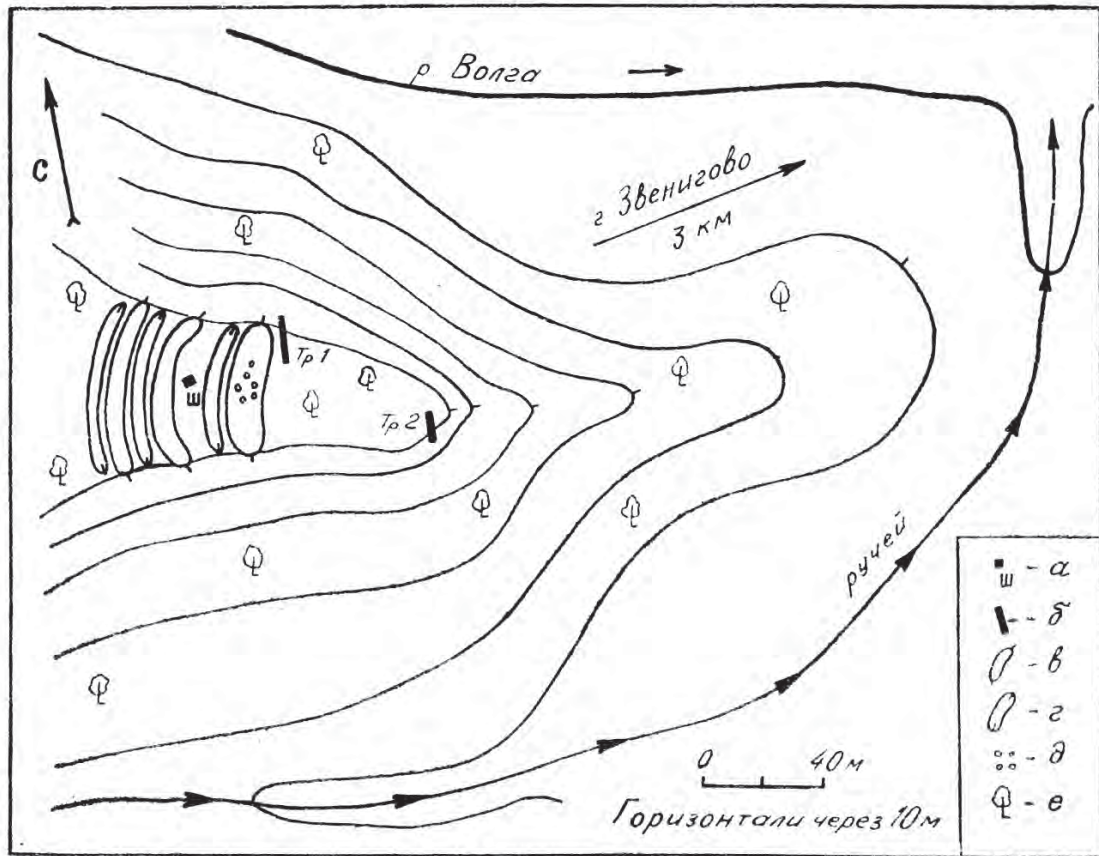 р Волга
С
г Звенигово
3 км
Тр 1
ш
Тр 2
ручей
0 40 м
Горизонтали через 10 м
ш - а
- б
- в
- г
- д
- е